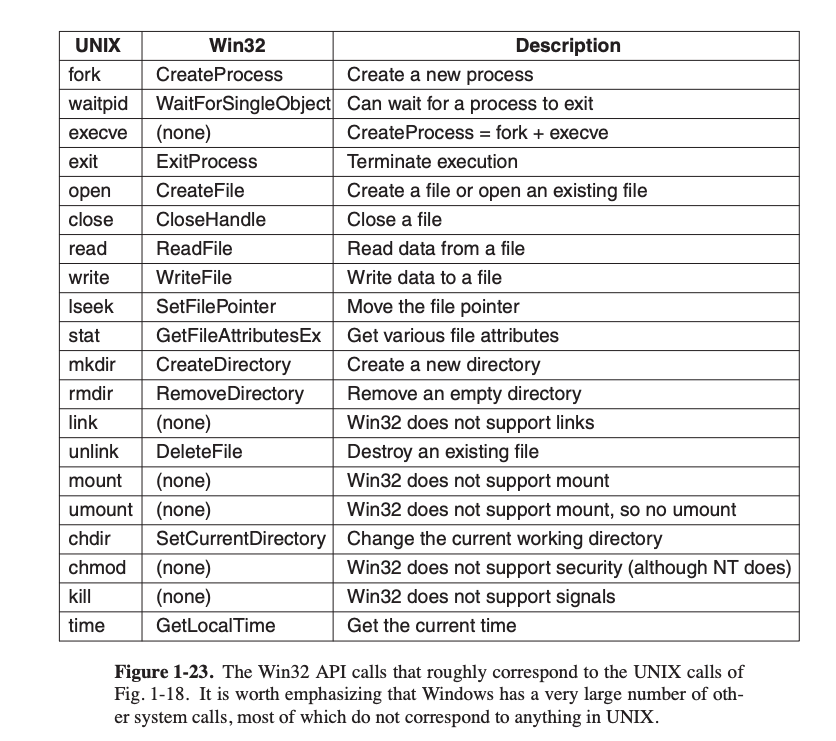 UNIX Win32 Description
fork CreateProcess Create a new process
waitpid WaitForSingleObject Can wait for a process to exit
execve (none) CreateProcess = fork + execve
exit ExitProcess Terminate execution
open CreateFile Create a file or open an existing file
close CloseHandle Close a file
read ReadFile Read data from a file
write WriteFile Write data to a file
lseek SetFilePointer Move the file pointer
stat GetFileAttributesEx Get various file attributes
mkdir CreateDirectory Create a new directory
rmdir RemoveDirectory Remove an empty directory
link (none) Win32 does not support links
unlink DeleteFile Destroy an existing file
mount (none) Win32 does not support mount
umount (none) Win32 does not support mount, so no umount
chdir SetCurrentDirectory Change the current working directory
chmod (none) Win32 does not support security (although NT does)
kill (none) Win32 does not support signals
time GetLocalTime Get the current time
Figure 1-23. The Win32 API calls that roughly correspond to the UNIX calls of
Fig. 1-18. It is worth emphasizing that Windows has a very large number of oth-
er system calls, most of which do not correspond to anything in UNIX.